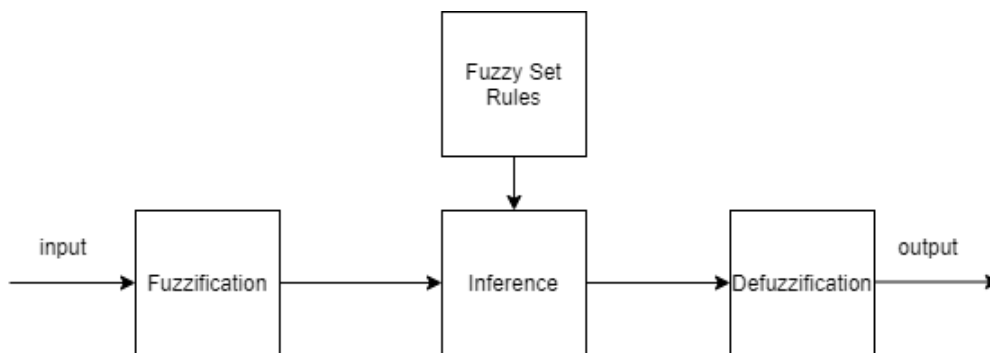 Fuzzy Set
Rules
input
Fuzzification
Inference
Defuzzification
output